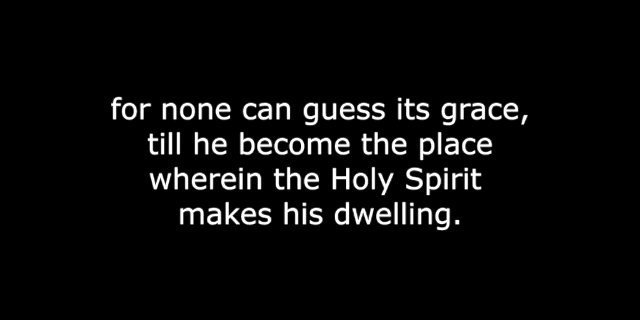 for none can guess its grace,
till he become the place
wherein the Holy Spirit
makes his dwelling.